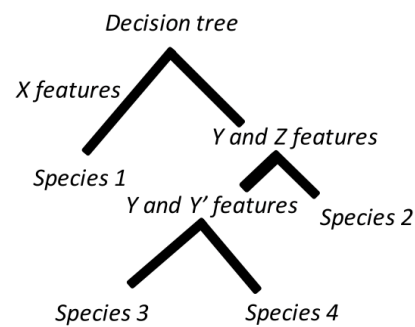 Decision tree
X features
Y and Z features
Species 1
Y and Y’ features
Species 2
Species 3
Species 4